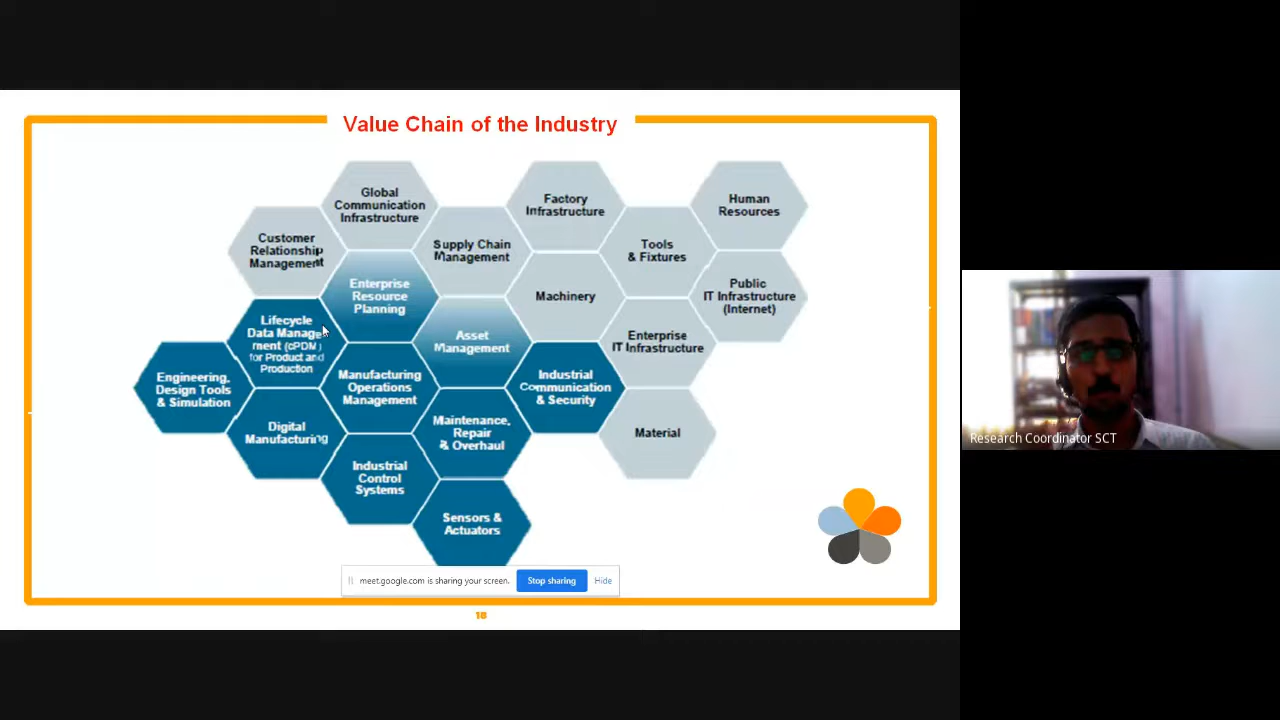 Value Chain of the Industry
Global
Communication
Infrastructure
Factory
Infrastructure
Human
Resources
Customer
Relationship
Management
Supply Chain
Management
Tools
& Fixtures
Enterprise
Resource
Planning
Machinery
Public
IT Infrastructure
(Internet)
Lifecycle
Data Manage
ment (cPDM)
for Product and
Production
Asset
Management
Enterprise
IT Infrastructure
Engineering,
Design Tools
& Simulation
Manufacturing
Operations
Management
Industrial
Communication
& Security
Digital
Manufacturing
Maintenance,
Repair
& Overhaul
Material
Industrial
Control
Systems
Sensors &
Actuators
meet.google.com is sharing your screen.
Stop sharing
Hide
18
Research Coordinator SCT